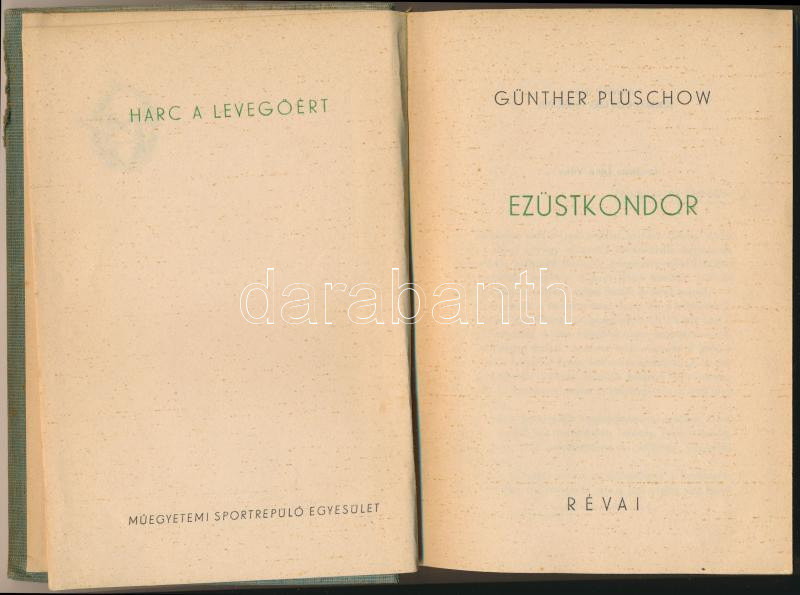 HARC A LEVEGŐÉRT
MŰEGYETEMI SPORTREPÜLŐ EGYESÜLET
GÜNTHER PLÜSCHOW
EZÜSTKONDOR
RÉVAI
darabanth